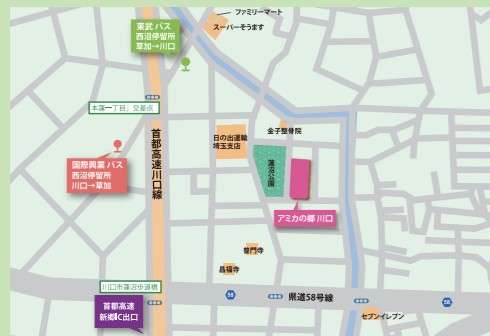 ファミリーマート
スーパーそうます
東武 バス
西沼停留所
草加→川口
本蓮一丁目」交差点
首都高速川口線
日の出運輸
埼玉支店
金子整骨院
蓮沼公園
国際興業 バス
西沼停留所
川口→草加
アミカの郷 川口
普門寺
昌福寺
川口市蓮沼歩道橋
首都高速
新郷IC出口
58
県道58号線
58
セブンイレブン